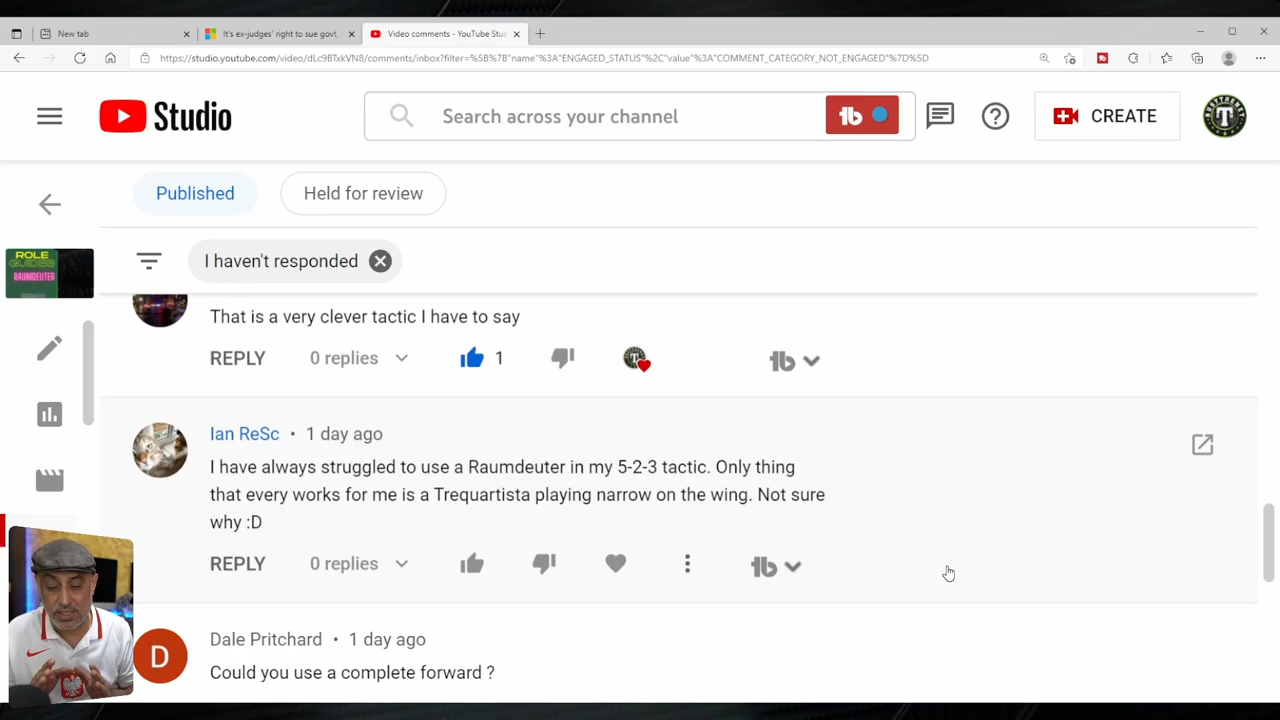 New tab
It's ex-judges' right to sue govt,
Video comments - YouTube Stu
https://studio.youtube.com/video/dLc9BTxkVN8/comments/inbox?filter=%5B%7B"name"%3A"ENGAGED_STATUS"%2C"value"%3A"COMMENT_CATEGORY_NOT_ENGAGED"%7D%5D
Studio
Search across your channel
CREATE
Published
Held for review
ROLE
GUIDES
RAUMDEUTER
I haven't responded
That is a very clever tactic I have to say
REPLY
0 replies
1
Ian ReSc • 1 day ago
I have always struggled to use a Raumdeuter in my 5-2-3 tactic. Only thing
that every works for me is a Trequartista playing narrow on the wing. Not sure
why :D
REPLY
0 replies
D
Dale Pritchard • 1 day ago
Could you use a complete forward ?